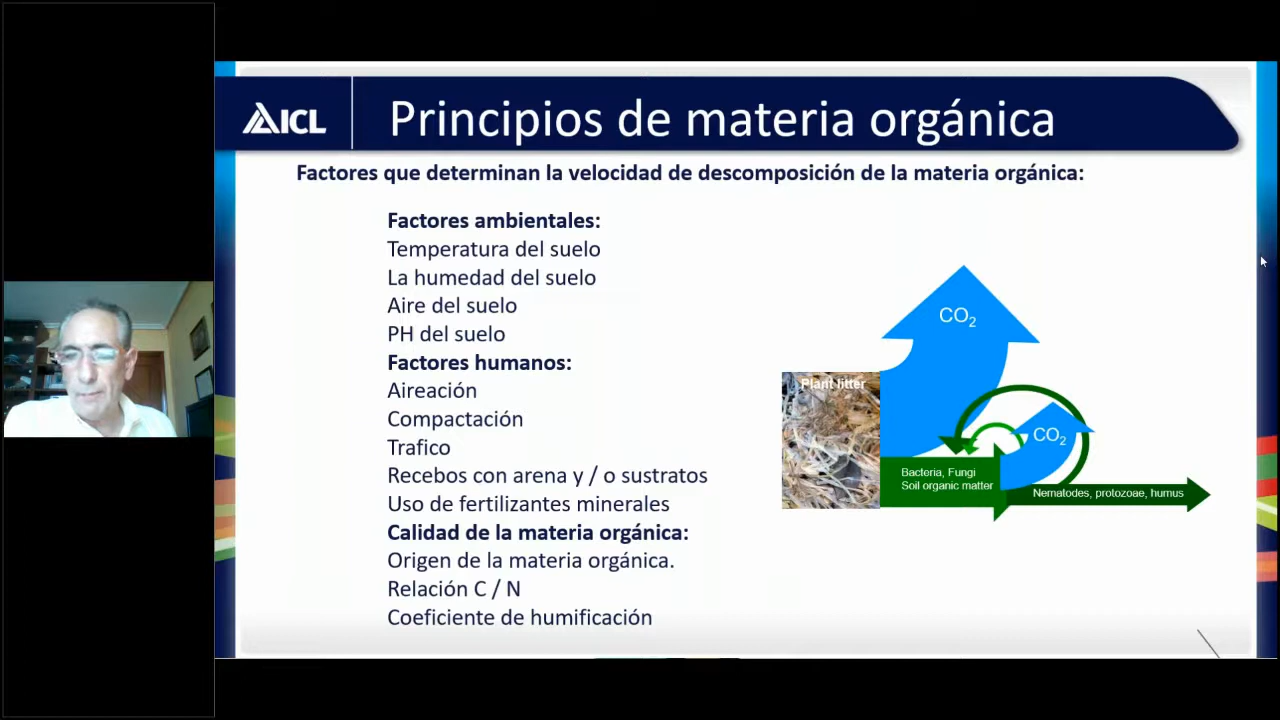 ICL
Principios de materia orgánica
Factores que determinan la velocidad de descomposición de la materia orgánica:
Factores ambientales:
Temperatura del suelo
La humedad del suelo
Aire del suelo
PH del suelo
Factores humanos:
Aireación
Compactación
Trafico
Recebos con arena y / o sustratos
Uso de fertilizantes minerales
Calidad de la materia orgánica:
Origen de la materia orgánica.
Relación C / N
Coeficiente de humificación
CO₂
Plant litter
CO₂
Bacteria, Fungi
Soil organic matter
Nematodes, protozoae, humus